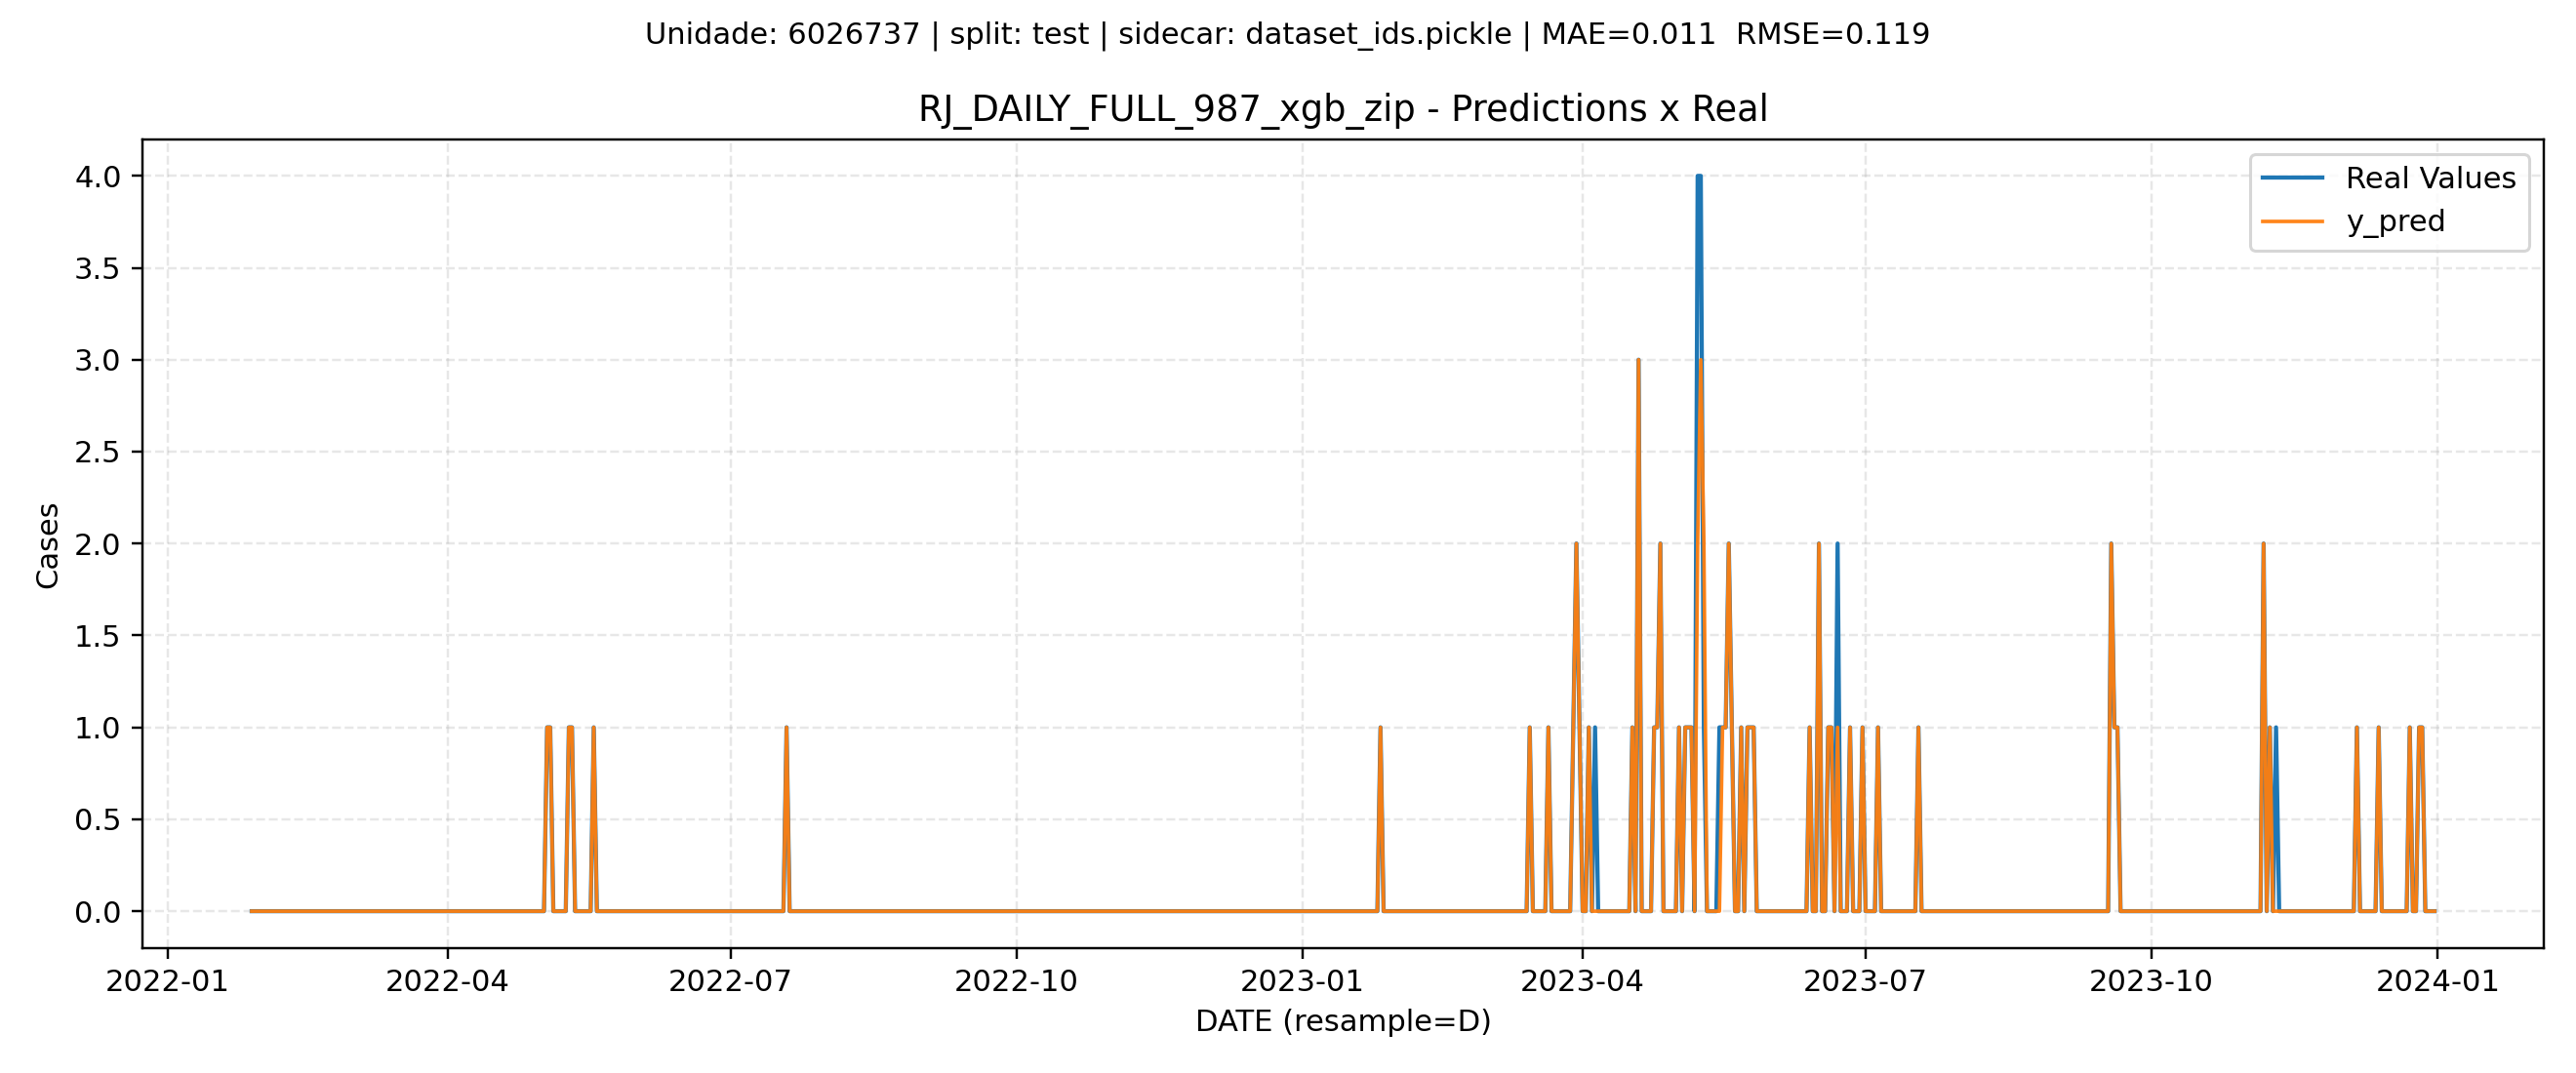 Unidade: 6026737 | split: test | sidecar: dataset_ids.pickle | MAE=0.011  RMSE=0.119
RJ_DAILY_FULL_987_xgb_zip - Predictions x Real
Real Values
y_pred
Cases
4.0
3.5
3.0
2.5
2.0
1.5
1.0
0.5
0.0
2022-01 2022-04 2022-07 2022-10 2023-01 2023-04 2023-07 2023-10 2024-01
DATE (resample=D)